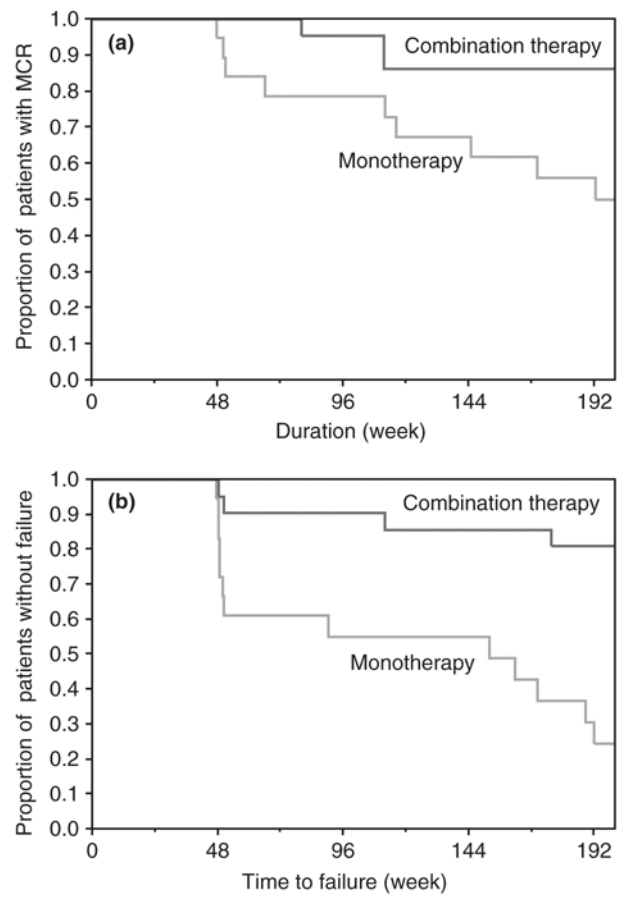 1.0
(a)
Combination therapy
0.9
0.8
0.7
Monotherapy
0.6
0.5
0.4
0.3
0.2
0.1
0.0
Proportion of patients with MCR
0 48 96 144 192
Duration (week)
1.0
(b)
Combination therapy
0.9
0.8
0.7
0.6
0.5
Monotherapy
0.4
0.3
0.2
0.1
0.0
Proportion of patients without failure
0 48 96 144 192
Time to failure (week)